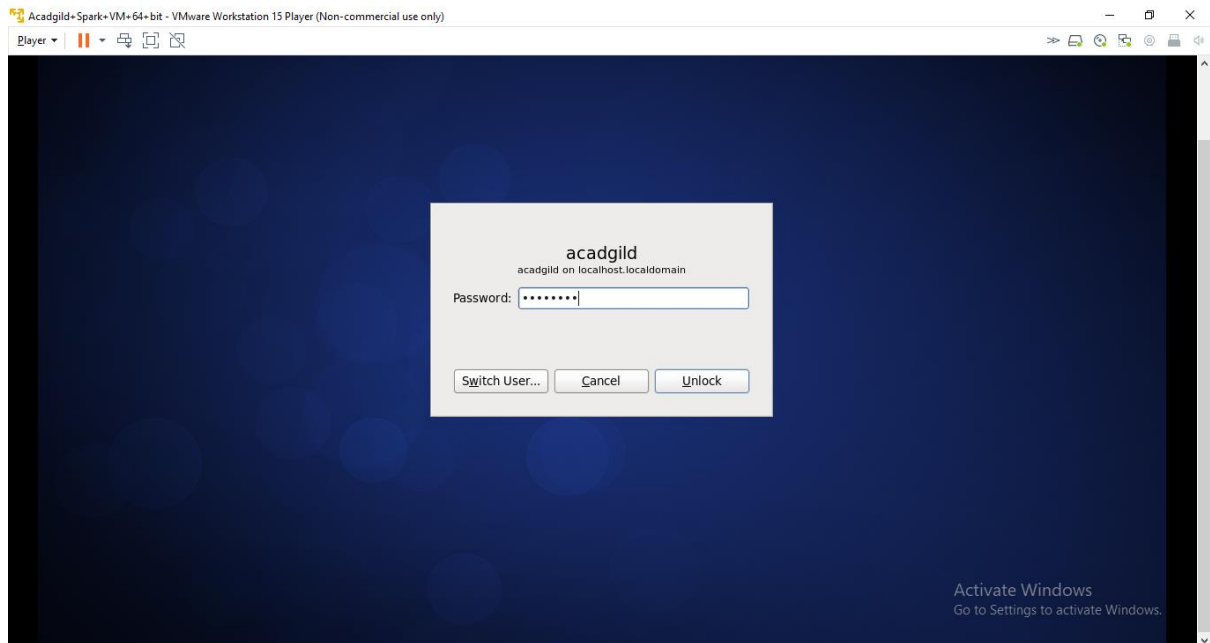 Acadgild+Spark+VM+64+bit - VMware Workstation 15 Player (Non-commercial use only)
Player
acadgild
acadgild on localhost.localdomain
Password: ••••••••
Switch User... Cancel Unlock
Activate Windows
Go to Settings to activate Windows.